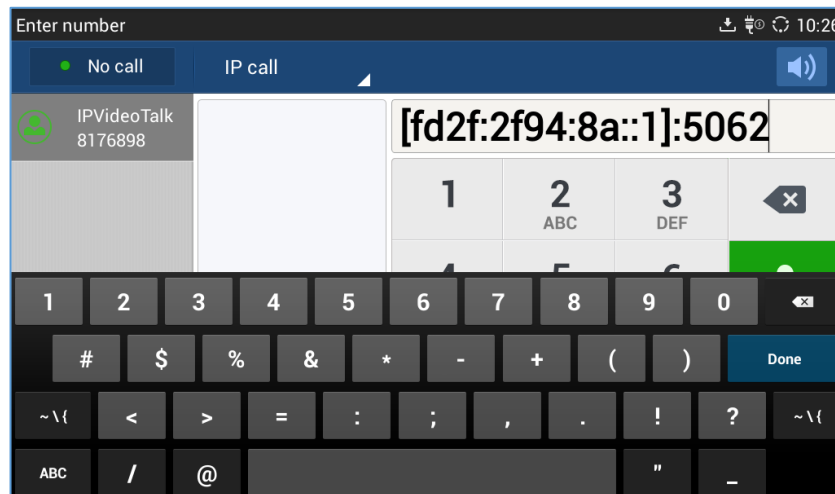 Enter number
10:26
No call
IP call
IPVideoTalk
8176898
[fd2f:2f94:8a::1]:5062
1 2 3
ABC DEF
1 2 3 4 5 6 7 8 9 0
# $ % & * - + ( ) Done
~\{ < > = : ; , . ! ? ~\{
ABC / @ " _